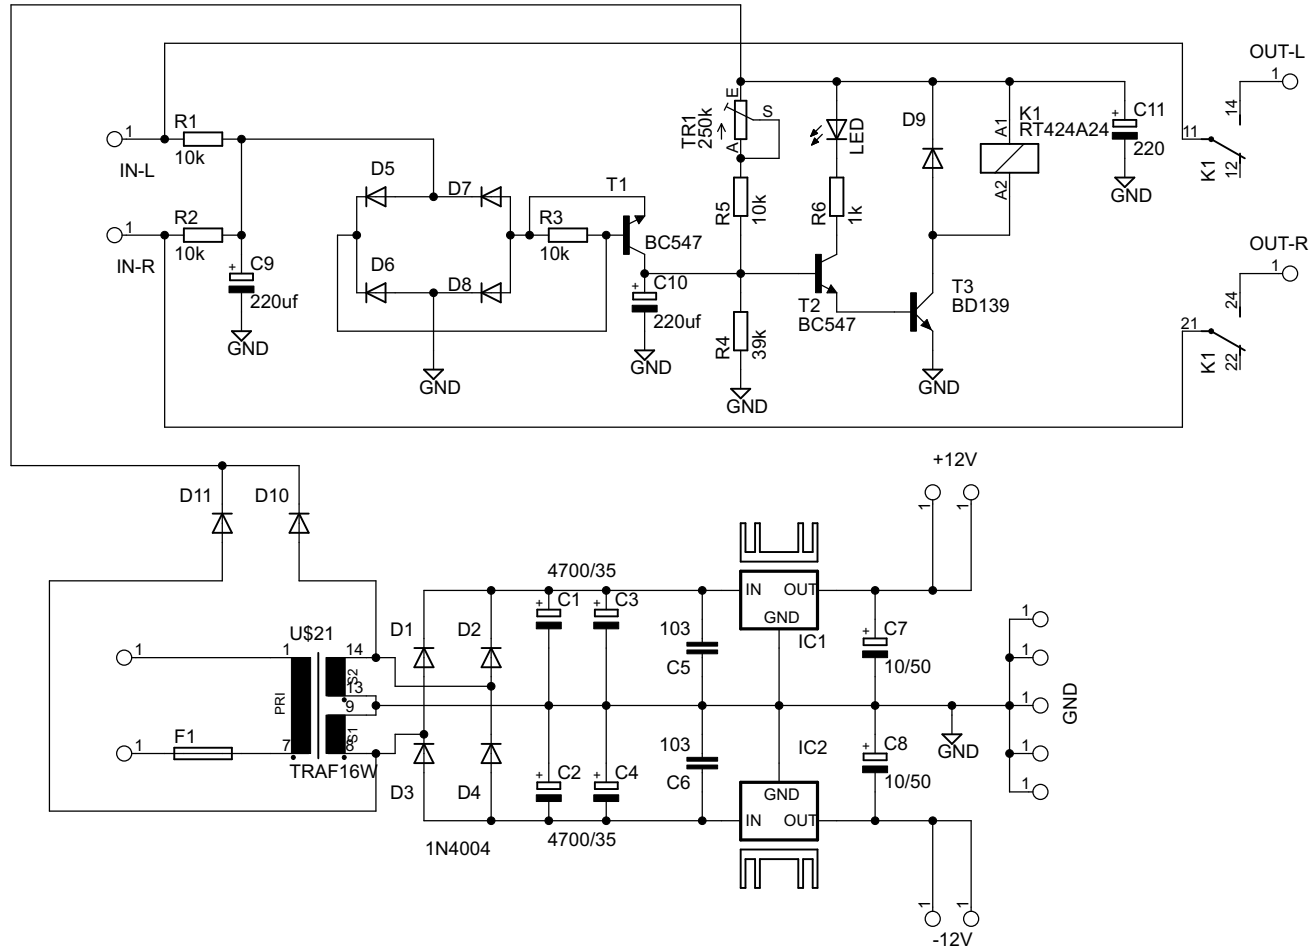 OUT-L
1
14
11
K1
12
E
S
A
TR1
250k
LED
D9
A1
K1
RT424A24
A2
+
C11
220
GND
1
R1
10k
IN-L
D5
D7
T1
R5
10k
R6
1k
1
R2
10k
IN-R
R3
10k
BC547
OUT-R
1
24
21
K1
22
+
C9
220uf
GND
D6
D8
GND
+
C10
220uf
GND
R4
39k
GND
T2
BC547
T3
BD139
GND
D11
D10
+12V
1
1
4700/35
IN
OUT
GND
IC1
+
C1
+
C3
103
C5
+
C7
10/50
D1
D2
U$21
1
1
14
S2
13
PRI
9
S1
8
7
TRAF16W
1
F1
D3
D4
1N4004
+
C2
+
C4
103
C6
4700/35
IC2
GND
IN
OUT
+
C8
10/50
GND
1
1
1
1
1
GND
1
1
-12V